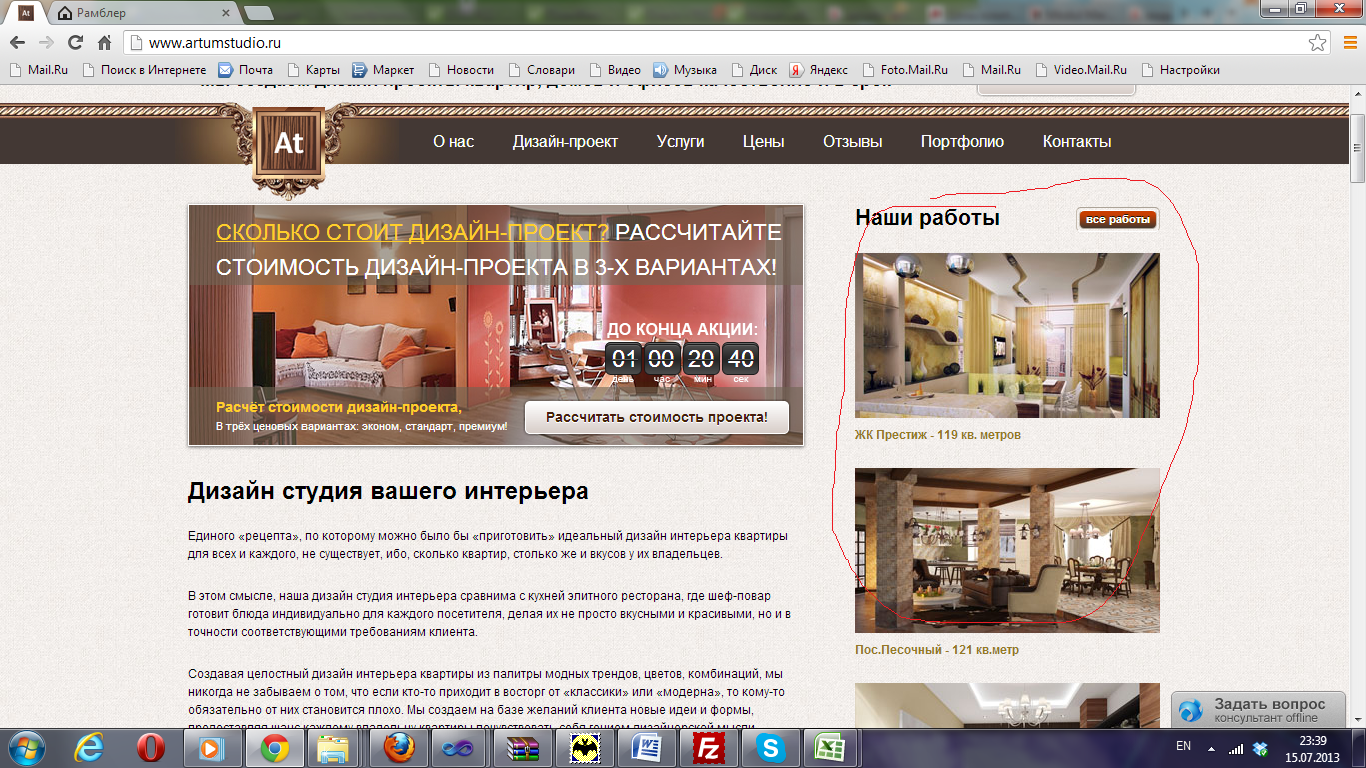 Рамблер
www.artumstudio.ru
Mail.Ru Поиск в Интернете Почта Карты Маркет Новости Словари Видео Музыка Диск Яндекс Foto.Mail.Ru Mail.Ru Video.Mail.Ru Настройки
At
О нас Дизайн-проект Услуги Цены Отзывы Портфолио Контакты
СКОЛЬКО СТОИТ ДИЗАЙН-ПРОЕКТ? РАССЧИТАЙТЕ
СТОИМОСТЬ ДИЗАЙН-ПРОЕКТА В 3-Х ВАРИАНТАХ!
ДО КОНЦА АКЦИИ:
01 00 20 40
день час мин сек
Расчёт стоимости дизайн-проекта,
В трёх ценовых вариантах: эконом, стандарт, премиум!
Рассчитать стоимость проекта!
Дизайн студия вашего интерьера
Единого «рецепта», по которому можно было бы «приготовить» идеальный дизайн интерьера квартиры
для всех и каждого, не существует, ибо, сколько квартир, столько же и вкусов у их владельцев.
В этом смысле, наша дизайн студия интерьера сравнима с кухней элитного ресторана, где шеф-повар
готовит блюда индивидуально для каждого посетителя, делая их не просто вкусными и красивыми, но и в
точности соответствующими требованиям клиента.
Создавая целостный дизайн интерьера квартиры из палитры модных трендов, цветов, комбинаций, мы
никогда не забываем о том, что если кто-то приходит в восторг от «классики» или «модерна», то кому-то
обязательно от них становится плохо. Мы создаем на базе желаний клиента новые идеи и формы,
Наши работы
все работы
ЖК Престиж - 119 кв. метров
Пос.Песочный - 121 кв.метр
Задать вопрос
консультант offline
EN
23:39
15.07.2013